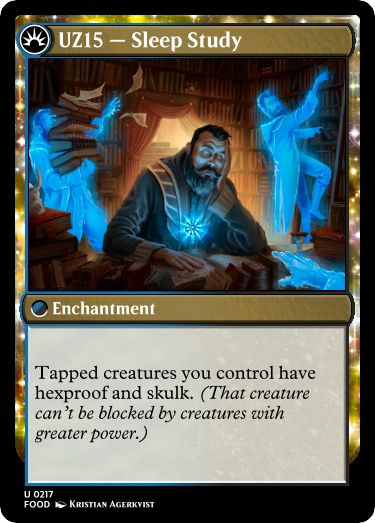 UZ15 — Sleep Study
Enchantment
Tapped creatures you control have
hexproof and skulk. (That creature
can't be blocked by creatures with
greater power.)
U 0217
FOOD Kristian Agerkvist